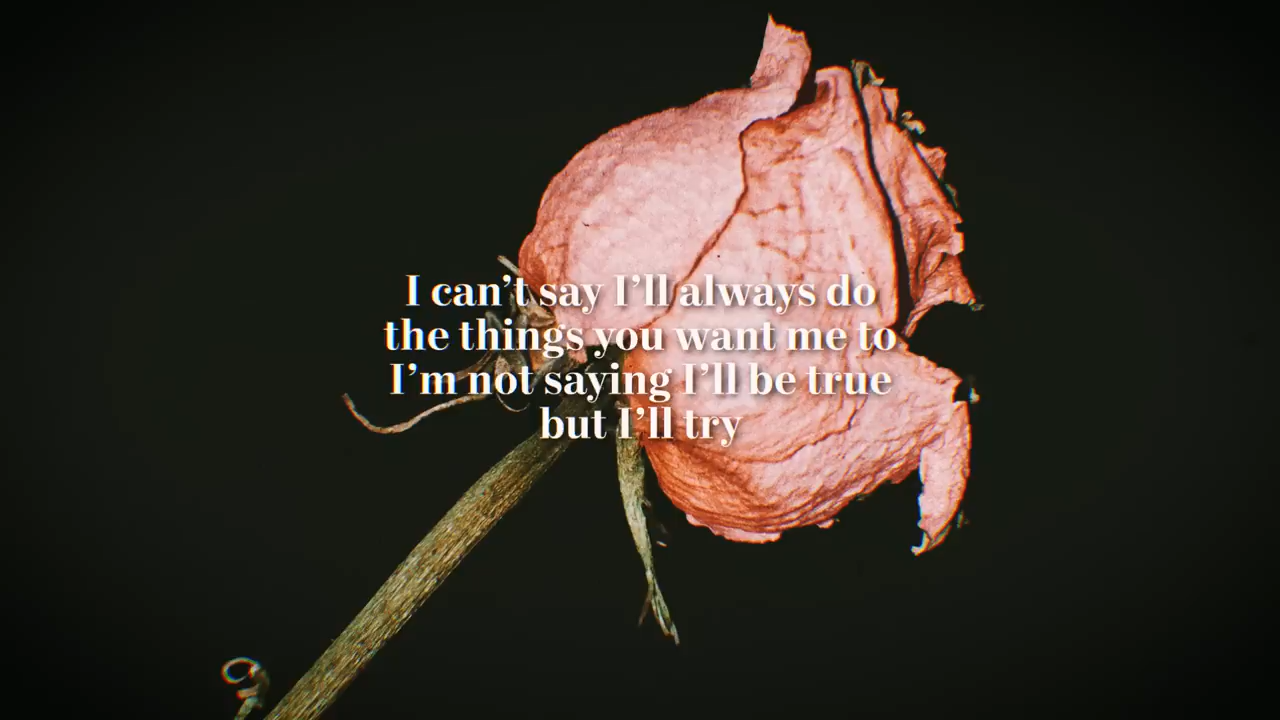 I can’t say I’ll always do
the things you want me to
I’m not saying I’ll be true
but I’ll try